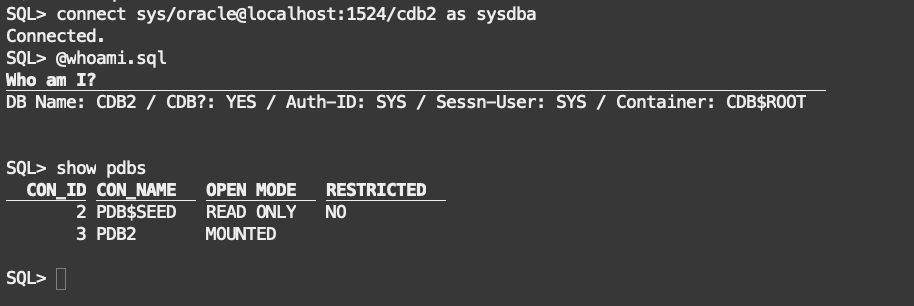 SQL> connect sys/oracle@localhost:1524/cdb2 as sysdba
Connected.
SQL> @whoami.sql
Who am I?
DB Name: CDB2 / CDB?: YES / Auth-ID: SYS / Sessn-User: SYS / Container: CDB$ROOT
SQL> show pdbs
CON_ID CON_NAME OPEN MODE RESTRICTED
2 PDB$SEED READ ONLY NO
3 PDB2 MOUNTED
SQL>